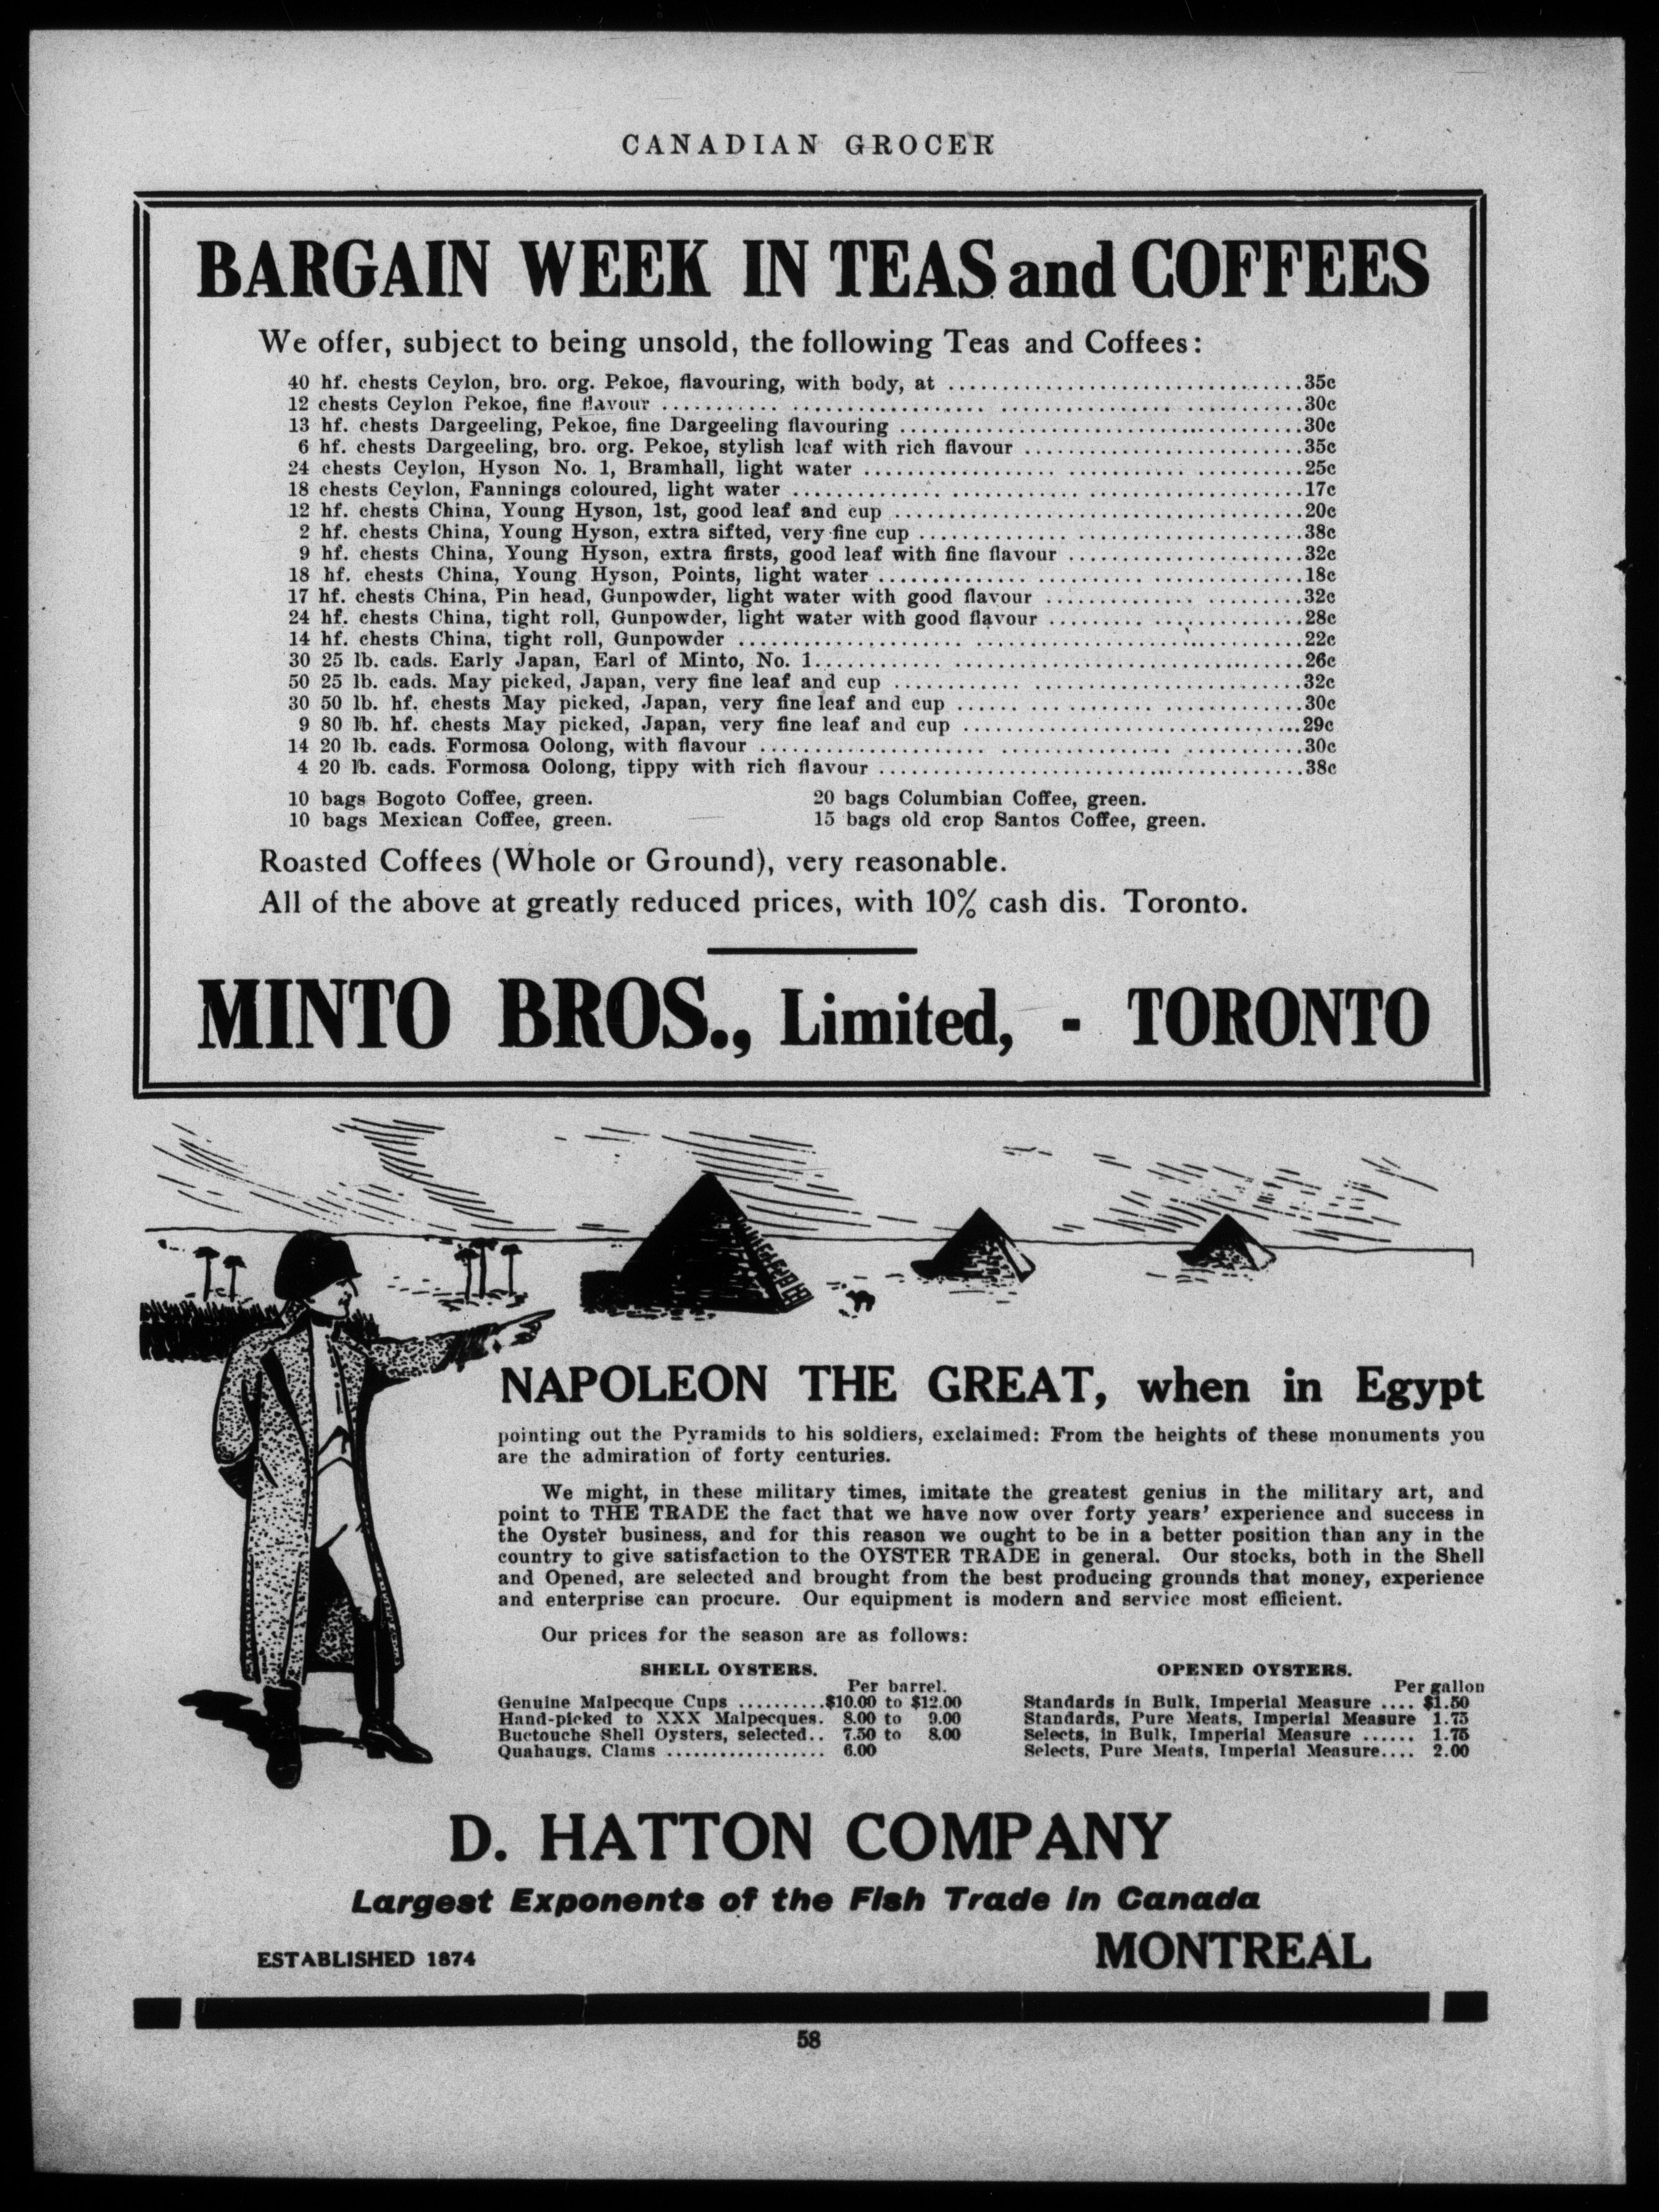 CANADIAN GROCER
BARGAIN WEEK IN TEAS and COFFEES
We offer, subject to being unsold, the following Teas and Coffees:
40 hf. chests Ceylon, bro. org. Pekoe, flavouring, with body, at ................................35c
12 chests Ceylon Pekoe, fine flavour ................................30c
13 hf. chests Dargeeling, Pekoe, fine Dargeeling flavouring ................................30c
6 hf. chests Dargeeling, bro. org. Pekoe, stylish leaf with rich flavour ................................35c
24 chests Ceylon, Hyson No. 1, Bramhall, light water ................................25c
18 chests Ceylon, Fannings coloured, light water ................................17c
12 hf. chests China, Young Hyson, 1st, good leaf and cup ................................20c
2 hf. chests China, Young Hyson, extra sifted, very fine cup ................................38c
9 hf. chests China, Young Hyson, extra firsts, good leaf with fine flavour ................................32c
18 hf. chests China, Young Hyson, Points, light water ................................18c
17 hf. chests China, Pin head, Gunpowder, light water with good flavour ................................32c
24 hf. chests China, tight roll, Gunpowder, light water with good flavour ................................28c
14 hf. chests China, tight roll, Gunpowder ................................22c
30 25 lb. cads. Early Japan, Earl of Minto, No. 1................................26c
50 25 lb. cads. May picked, Japan, very fine leaf and cup ................................32c
30 50 lb. hf. chests May picked, Japan, very fine leaf and cup ................................30c
9 80 lb. hf. chests May picked, Japan, very fine leaf and cup ................................29c
14 20 lb. cads. Formosa Oolong, with flavour ................................30c
4 20 lb. cads. Formosa Oolong, tippy with rich flavour ................................38c
10 bags Bogoto Coffee, green. 20 bags Columbian Coffee, green.
10 bags Mexican Coffee, green. 15 bags old crop Santos Coffee, green.
Roasted Coffees (Whole or Ground), very reasonable.
All of the above at greatly reduced prices, with 10% cash dis. Toronto.
MINTO BROS., Limited, - TORONTO
NAPOLEON THE GREAT, when in Egypt
pointing out the Pyramids to his soldiers, exclaimed: From the heights of these monuments you
are the admiration of forty centuries.
We might, in these military times, imitate the greatest genius in the military art, and
point to THE TRADE the fact that we have now over forty years' experience and success in
the Oyster business, and for this reason we ought to be in a better position than any in the
country to give satisfaction to the OYSTER TRADE in general. Our stocks, both in the Shell
and Opened, are selected and brought from the best producing grounds that money, experience
and enterprise can procure. Our equipment is modern and service most efficient.
Our prices for the season are as follows:
SHELL OYSTERS.
Per barrel.
Genuine Malpecque Cups ..........$10.00 to $12.00
Hand-picked to XXX Malpecques. 8.00 to 9.00
Buctouche Shell Oysters, selected.. 7.50 to 8.00
Quahaugs, Clams ................. 6.00
OPENED OYSTERS.
Per gallon
Standards in Bulk, Imperial Measure .... $1.50
Standards, Pure Meats, Imperial Measure 1.75
Selects, in Bulk, Imperial Measure ...... 1.75
Selects, Pure Meats, Imperial Measure.... 2.00
D. HATTON COMPANY
Largest Exponents of the Fish Trade in Canada
ESTABLISHED 1874
MONTREAL
58